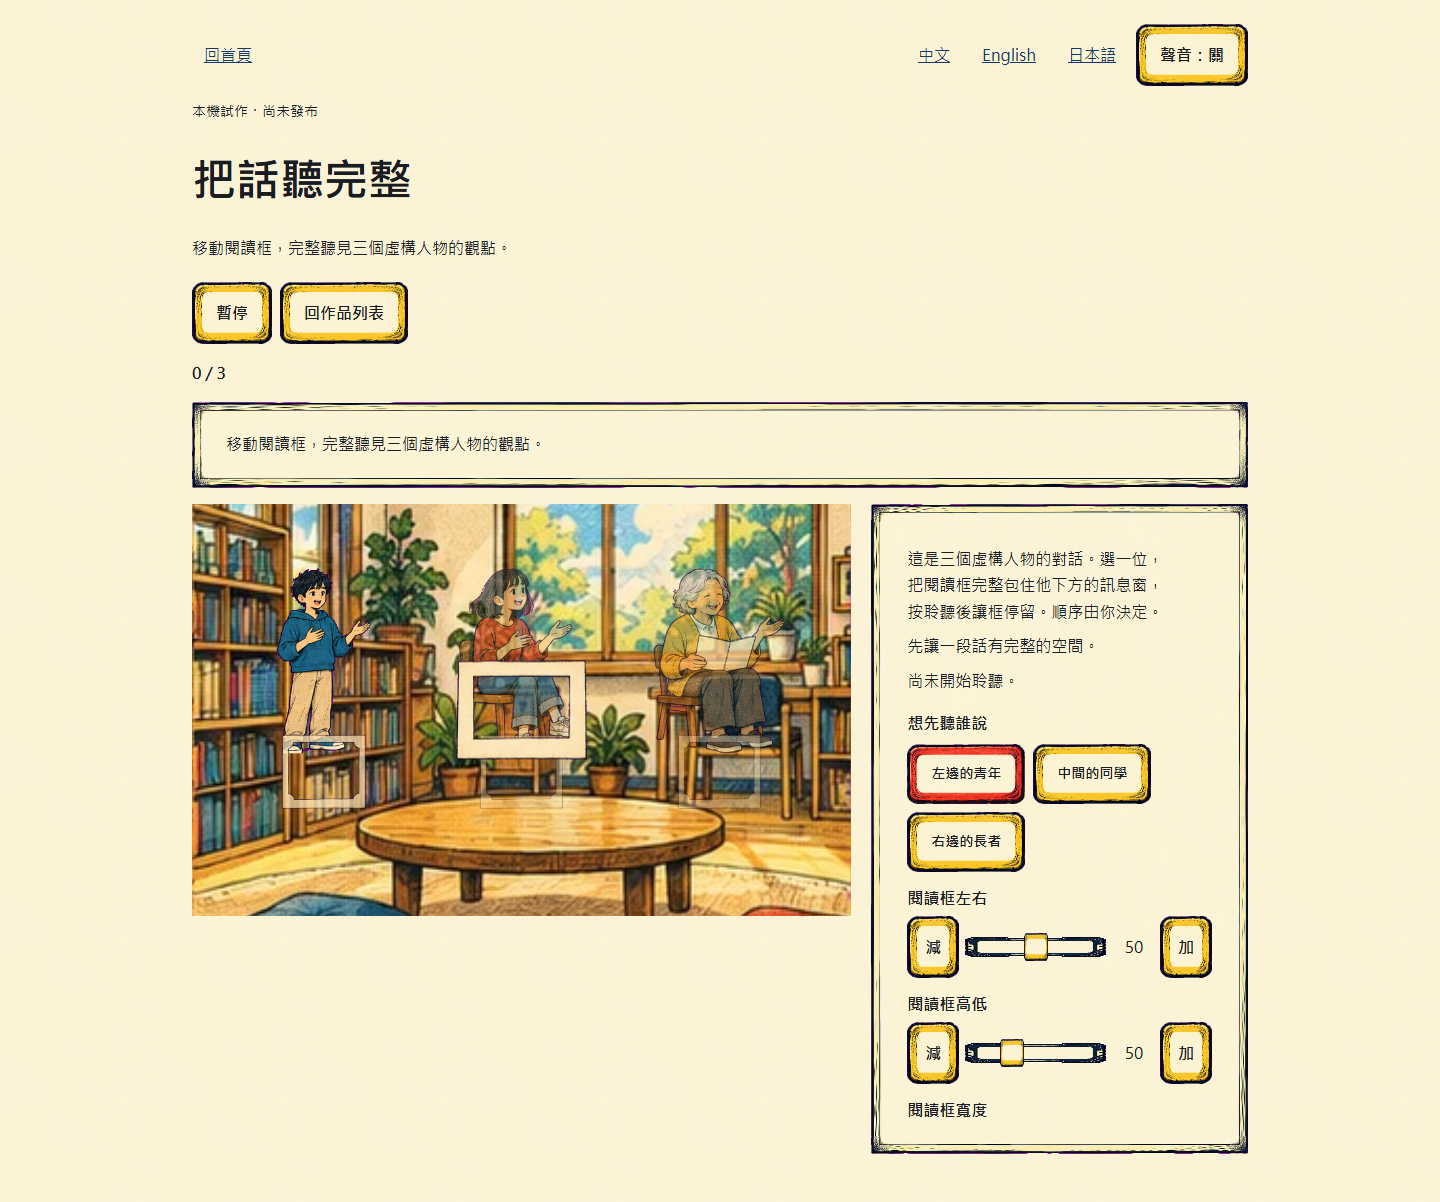 回首頁
中文 English 日本語 聲音：關
本機試作・尚未發布
把話聽完整
移動閱讀框，完整聽見三個虛構人物的觀點。
暫停 回作品列表
0 / 3
移動閱讀框，完整聽見三個虛構人物的觀點。
這是三個虛構人物的對話。選一位，
把閱讀框完整包住他下方的訊息窗，
按聆聽後讓框停留。順序由你決定。
先讓一段話有完整的空間。
尚未開始聆聽。
想先聽誰說
左邊的青年 中間的同學
右邊的長者
閱讀框左右
減 50 加
閱讀框高低
減 50 加
閱讀框寬度